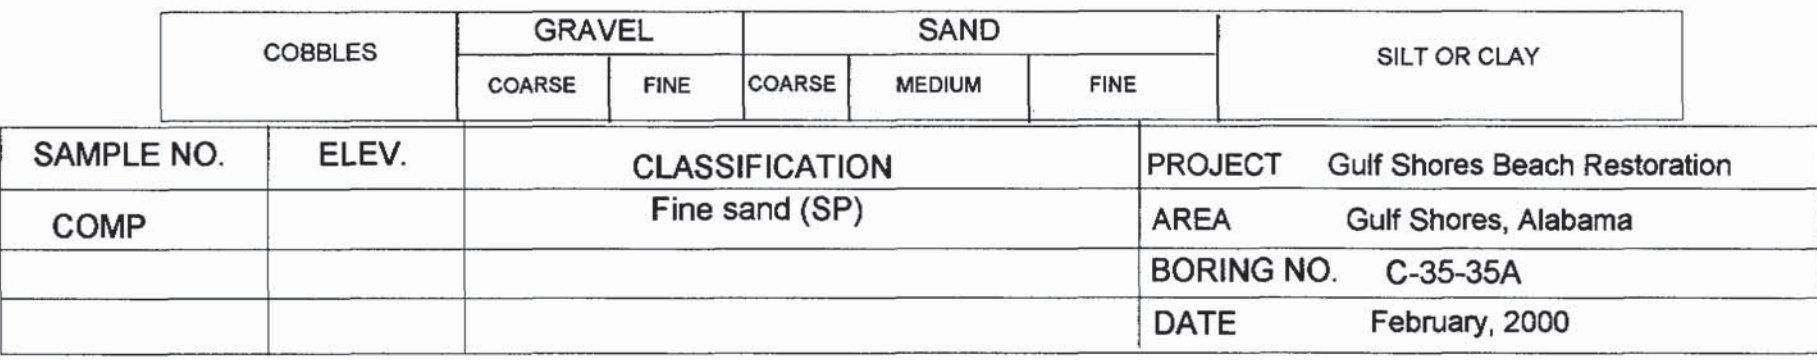 COBBLES GRAVEL SAND SILT OR CLAY
COARSE FINE COARSE MEDIUM FINE
SAMPLE NO. ELEV. CLASSIFICATION PROJECT Gulf Shores Beach Restoration
COMP Fine sand (SP) AREA Gulf Shores, Alabama
BORING NO. C-35-35A
DATE February, 2000